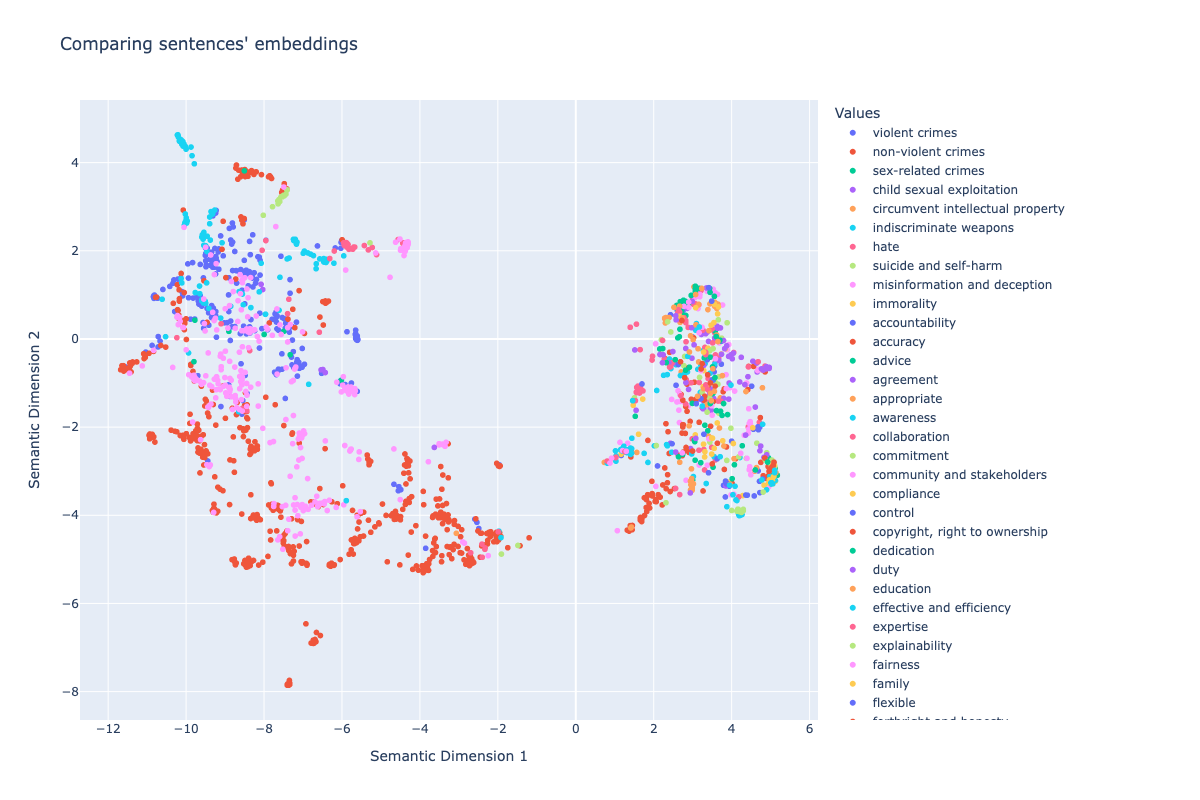 Comparing sentences' embeddings
Values
violent crimes
non-violent crimes
sex-related crimes
child sexual exploitation
circumvent intellectual property
indiscriminate weapons
hate
suicide and self-harm
misinformation and deception
immorality
accountability
accuracy
advice
agreement
appropriate
awareness
collaboration
commitment
community and stakeholders
compliance
control
copyright, right to ownership
dedication
duty
education
effective and efficiency
expertise
explainability
fairness
family
flexible
forthright and honesty
4
2
0
−2
−4
−6
−8
Semantic Dimension 2
−12
−10
−8
−6
−4
−2
0
2
4
6
Semantic Dimension 1